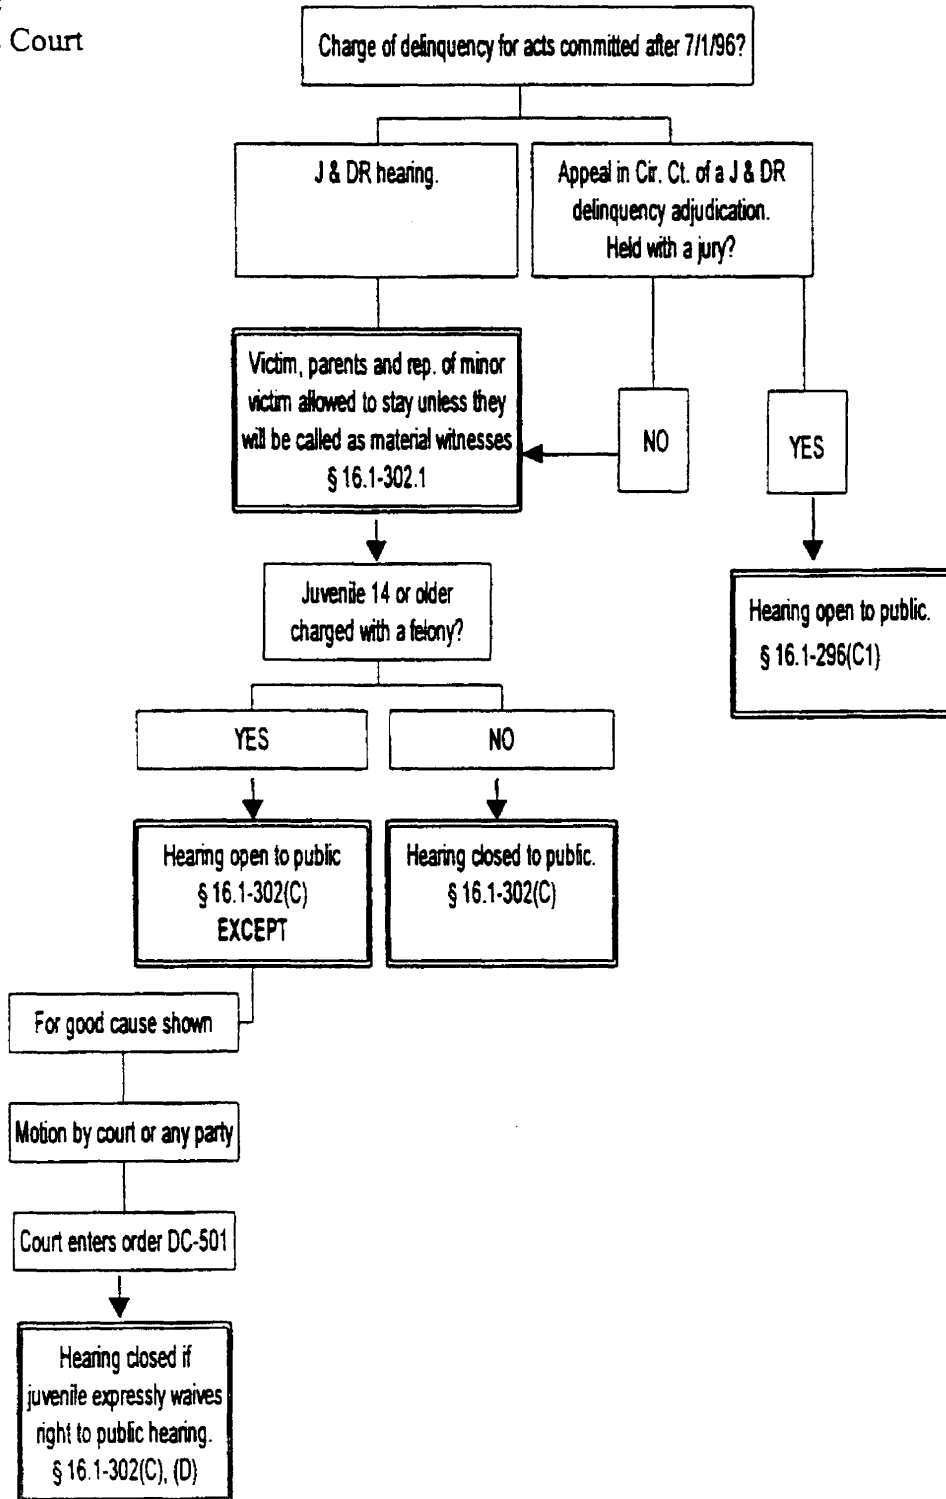 Court
Charge of delinquency for acts committed after 7/1/96?
J & DR hearing.
Appeal in Cir. Ct. of a J & DR
delinquency adjudication.
Held with a jury?
Victim, parents and rep. of minor
victim allowed to stay unless they
will be called as material witnesses
§ 16.1-302.1
NO
YES
Juvenile 14 or older
charged with a felony?
Hearing open to public.
§ 16.1-296(C1)
YES
NO
Hearing open to public
§ 16.1-302(C)
EXCEPT
Hearing closed to public.
§ 16.1-302(C)
For good cause shown
Motion by court or any party
Court enters order DC-501
Hearing closed if
juvenile expressly waives
right to public hearing.
§ 16.1-302(C), (D)